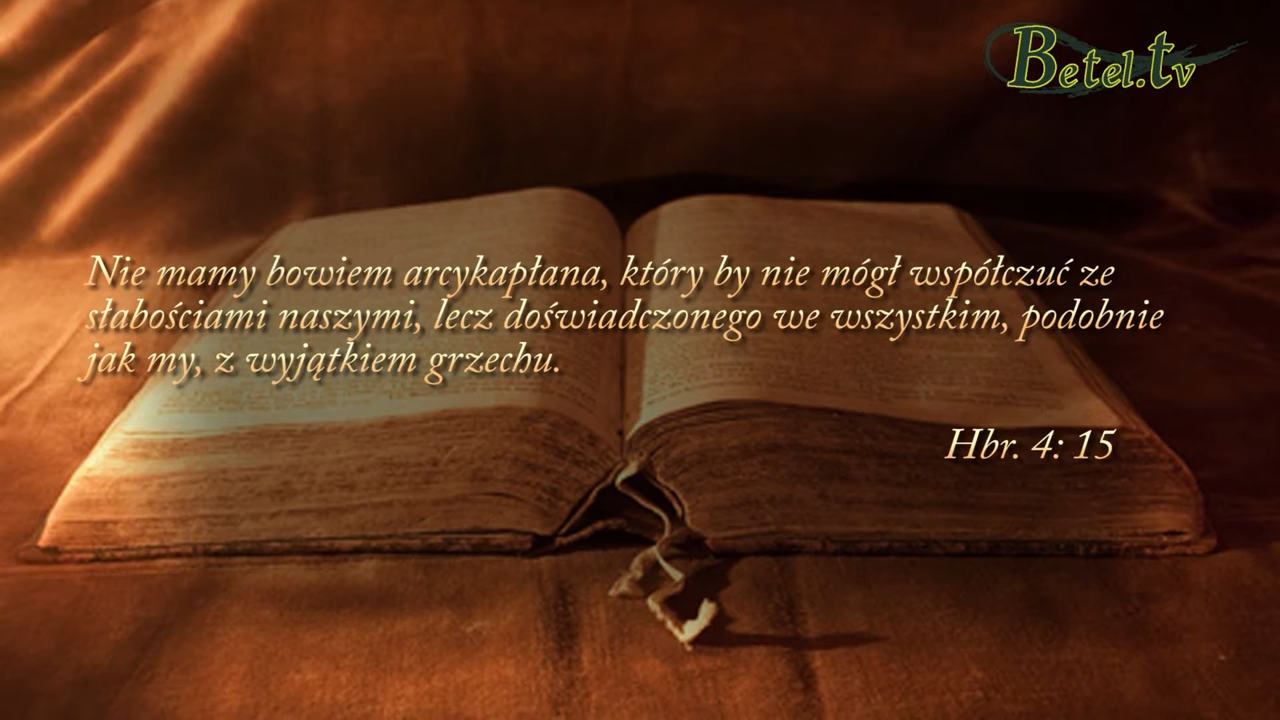 Betel.tv
Nie mamy bowiem arcykapłana, który by nie mógł współczuć ze
słabościami naszymi, lecz doświadczonego we wszystkim, podobnie
jak my, z wyjątkiem grzechu.
Hbr. 4: 15